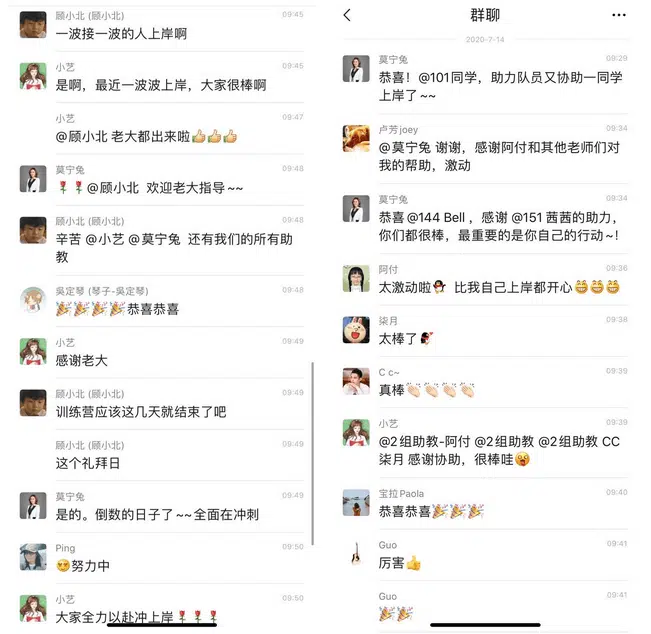 顾小北 (顾小北) 09:45
一波接一波的人上岸啊
小艺 09:45
是啊，最近一波波上岸，大家很棒啊
小艺 09:47
@顾小北 老大都出来啦👍👍👍
莫宁兔 09:48
🌹🌹@顾小北 欢迎老大指导~~
顾小北 (顾小北) 09:48
辛苦 @小艺 @莫宁兔 还有我们的所有助
教
吳定琴 (琴子-吳定琴) 09:48
🎉🎉🎉🎉恭喜恭喜
小艺 09:49
感谢老大
顾小北 (顾小北) 09:49
训练营应该这几天就结束了吧
顾小北 (顾小北) 09:49
这个礼拜日
莫宁兔 09:49
是的。倒数的日子了~~全面在冲刺
Ping 09:50
努力中
小艺 09:50
大家全力以赴冲上岸🌹🌹🌹
群聊
2020-7-14
莫宁兔 09:29
恭喜！@101同学，助力队员又协助一同学
上岸了~~
卢芳joey 09:34
@莫宁兔 谢谢，感谢阿付和其他老师们对
我的帮助，激动
莫宁兔 09:34
恭喜@144 Bell ，感谢 @151 茜茜的助力，
你们都很棒，最重要的是你自己的行动~!
阿付 09:36
太激动啦🐧 比我自己上岸都开心😁😁😁
柒月 09:38
太棒了
C c~ 09:39
真棒👏👏👏👏
小艺 09:39
@2组助教-阿付 @2组助教 @2组助教 CC
柒月 感谢协助，很棒哇
宝拉Paola 09:40
恭喜恭喜🎉🎉🎉
Guo 09:41
厉害👍
Guo 09:41
🎉🎉